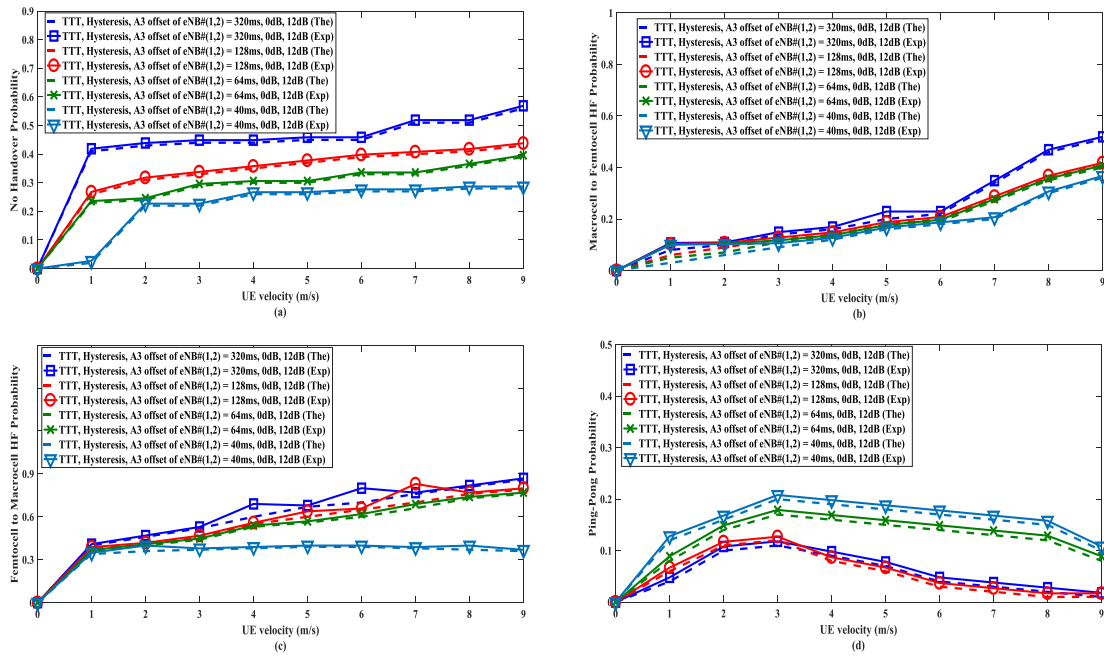 0.9
0.8
0.7
0.6
0.5
0.4
0.3
0.2
0.1
0
No Handover Probability
TTT, Hysteresis, A3 offset of eNB#(1,2) = 320ms, 0dB, 12dB (The)
TTT, Hysteresis, A3 offset of eNB#(1,2) = 320ms, 0dB, 12dB (Exp)
TTT, Hysteresis, A3 offset of eNB#(1,2) = 128ms, 0dB, 12dB (The)
TTT, Hysteresis, A3 offset of eNB#(1,2) = 128ms, 0dB, 12dB (Exp)
TTT, Hysteresis, A3 offset of eNB#(1,2) = 64ms, 0dB, 12dB (The)
TTT, Hysteresis, A3 offset of eNB#(1,2) = 64ms, 0dB, 12dB (Exp)
TTT, Hysteresis, A3 offset of eNB#(1,2) = 40ms, 0dB, 12dB (The)
TTT, Hysteresis, A3 offset of eNB#(1,2) = 40ms, 0dB, 12dB (Exp)
0 1 2 3 4 5 6 7 8 9
UE velocity (m/s)
(a)
1
0.8
0.6
0.4
0.2
0
Macrocell to Femtocell HF Probability
TTT, Hysteresis, A3 offset of eNB#(1,2) = 320ms, 0dB, 12dB (The)
TTT, Hysteresis, A3 offset of eNB#(1,2) = 320ms, 0dB, 12dB (Exp)
TTT, Hysteresis, A3 offset of eNB#(1,2) = 128ms, 0dB, 12dB (The)
TTT, Hysteresis, A3 offset of eNB#(1,2) = 128ms, 0dB, 12dB (Exp)
TTT, Hysteresis, A3 offset of eNB#(1,2) = 64ms, 0dB, 12dB (The)
TTT, Hysteresis, A3 offset of eNB#(1,2) = 64ms, 0dB, 12dB (Exp)
TTT, Hysteresis, A3 offset of eNB#(1,2) = 40ms, 0dB, 12dB (The)
TTT, Hysteresis, A3 offset of eNB#(1,2) = 40ms, 0dB, 12dB (Exp)
0 1 2 3 4 5 6 7 8 9
UE velocity (m/s)
(b)
0.9
0.6
0.3
0
Femtocell to Macrocell HF Probability
TTT, Hysteresis, A3 offset of eNB#(1,2) = 320ms, 0dB, 12dB (The)
TTT, Hysteresis, A3 offset of eNB#(1,2) = 320ms, 0dB, 12dB (Exp)
TTT, Hysteresis, A3 offset of eNB#(1,2) = 128ms, 0dB, 12dB (The)
TTT, Hysteresis, A3 offset of eNB#(1,2) = 128ms, 0dB, 12dB (Exp)
TTT, Hysteresis, A3 offset of eNB#(1,2) = 64ms, 0dB, 12dB (The)
TTT, Hysteresis, A3 offset of eNB#(1,2) = 64ms, 0dB, 12dB (Exp)
TTT, Hysteresis, A3 offset of eNB#(1,2) = 40ms, 0dB, 12dB (The)
TTT, Hysteresis, A3 offset of eNB#(1,2) = 40ms, 0dB, 12dB (Exp)
0 1 2 3 4 5 6 7 8 9
UE velocity (m/s)
(c)
0.5
0.4
0.3
0.2
0.1
0
Ping-Pong Probability
TTT, Hysteresis, A3 offset of eNB#(1,2) = 320ms, 0dB, 12dB (The)
TTT, Hysteresis, A3 offset of eNB#(1,2) = 320ms, 0dB, 12dB (Exp)
TTT, Hysteresis, A3 offset of eNB#(1,2) = 128ms, 0dB, 12dB (The)
TTT, Hysteresis, A3 offset of eNB#(1,2) = 128ms, 0dB, 12dB (Exp)
TTT, Hysteresis, A3 offset of eNB#(1,2) = 64ms, 0dB, 12dB (The)
TTT, Hysteresis, A3 offset of eNB#(1,2) = 64ms, 0dB, 12dB (Exp)
TTT, Hysteresis, A3 offset of eNB#(1,2) = 40ms, 0dB, 12dB (The)
TTT, Hysteresis, A3 offset of eNB#(1,2) = 40ms, 0dB, 12dB (Exp)
0 1 2 3 4 5 6 7 8 9
UE velocity (m/s)
(d)